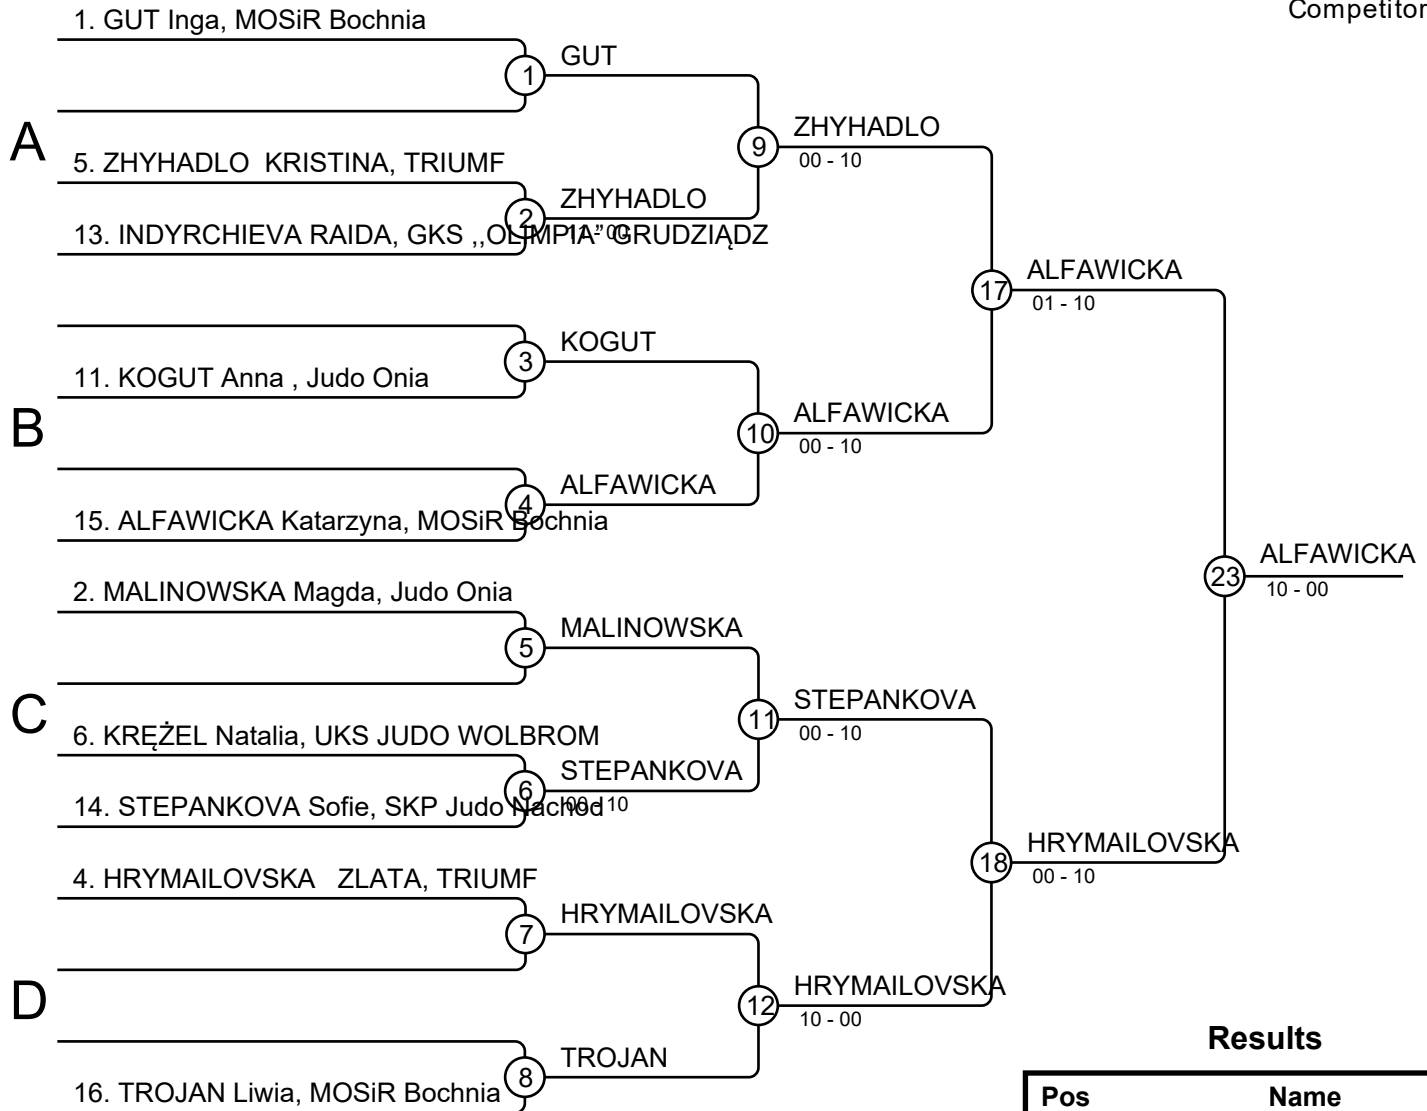 Competitor
1. GUT Inga, MOSiR Bochnia
1
GUT
A
9
ZHYHADLO
00 - 10
5. ZHYHADLO KRISTINA, TRIUMF
2
ZHYHADLO
13. INDYRCHIEVA RAIDA, GKS ,,OLIMPIA" GRUDZIĄDZ
17
ALFAWICKA
01 - 10
3
KOGUT
11. KOGUT Anna , Judo Onia
B
10
ALFAWICKA
00 - 10
4
ALFAWICKA
15. ALFAWICKA Katarzyna, MOSiR Bochnia
23
ALFAWICKA
10 - 00
2. MALINOWSKA Magda, Judo Onia
5
MALINOWSKA
C
11
STEPANKOVA
00 - 10
6. KRĘŻEL Natalia, UKS JUDO WOLBROM
6
STEPANKOVA
00 - 10
14. STEPANKOVA Sofie, SKP Judo Nachod
18
HRYMAILOVSKA
00 - 10
4. HRYMAILOVSKA ZLATA, TRIUMF
7
HRYMAILOVSKA
D
12
HRYMAILOVSKA
10 - 00
8
TROJAN
16. TROJAN Liwia, MOSiR Bochnia
Results
Pos Name